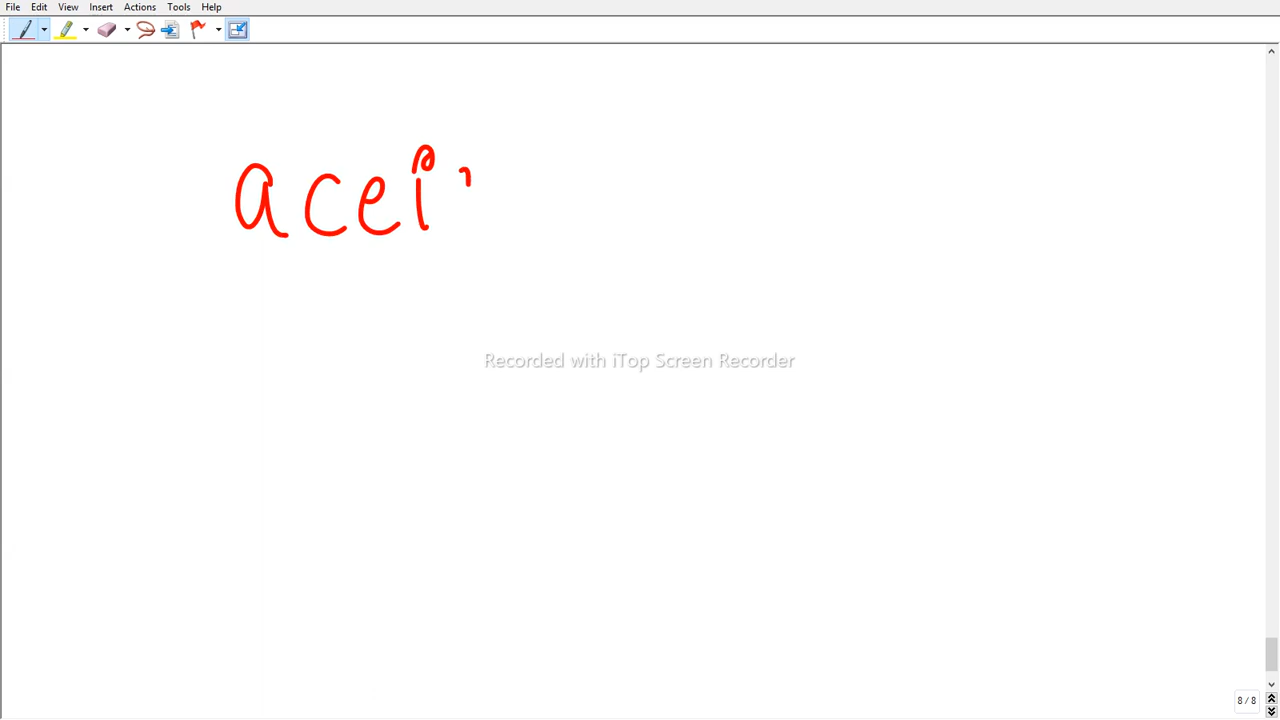 File Edit View Insert Actions Tools Help
acei
Recorded with iTop Screen Recorder
8 / 8